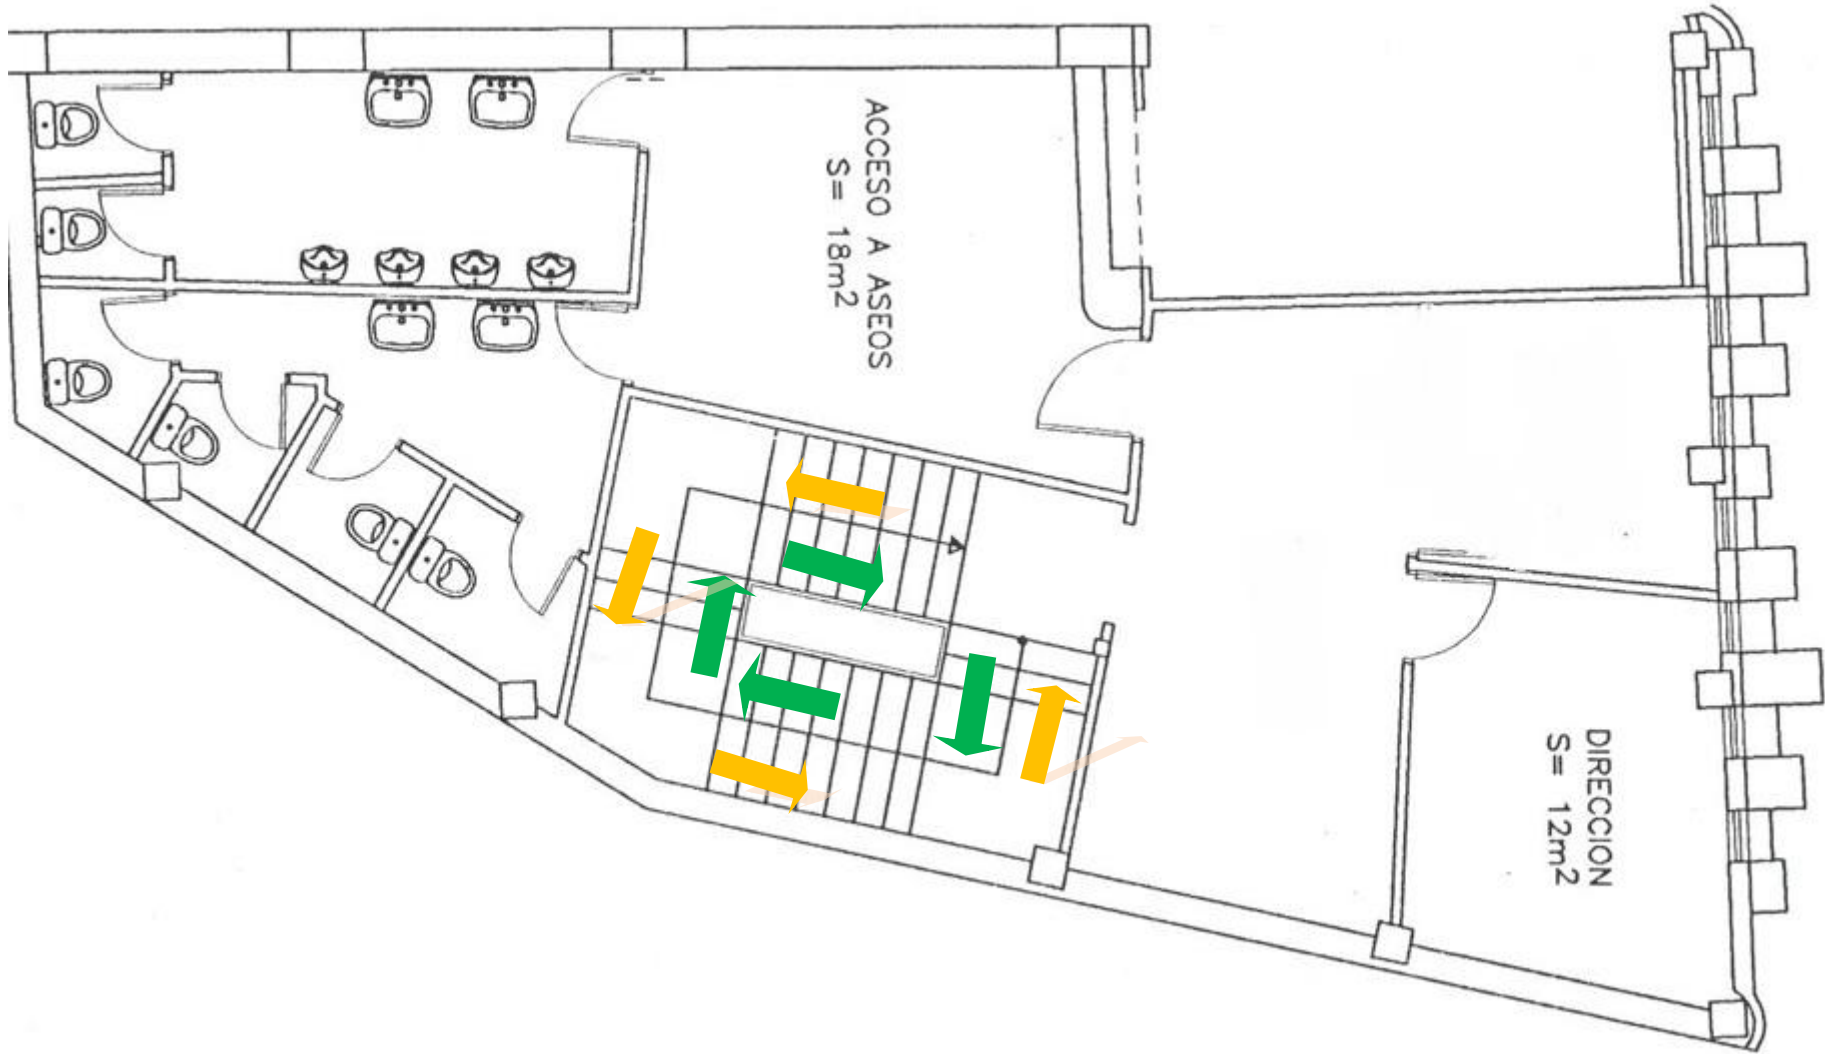 ACCESO A ASEOS
S= 18m2
DIRECCION
S= 12m2